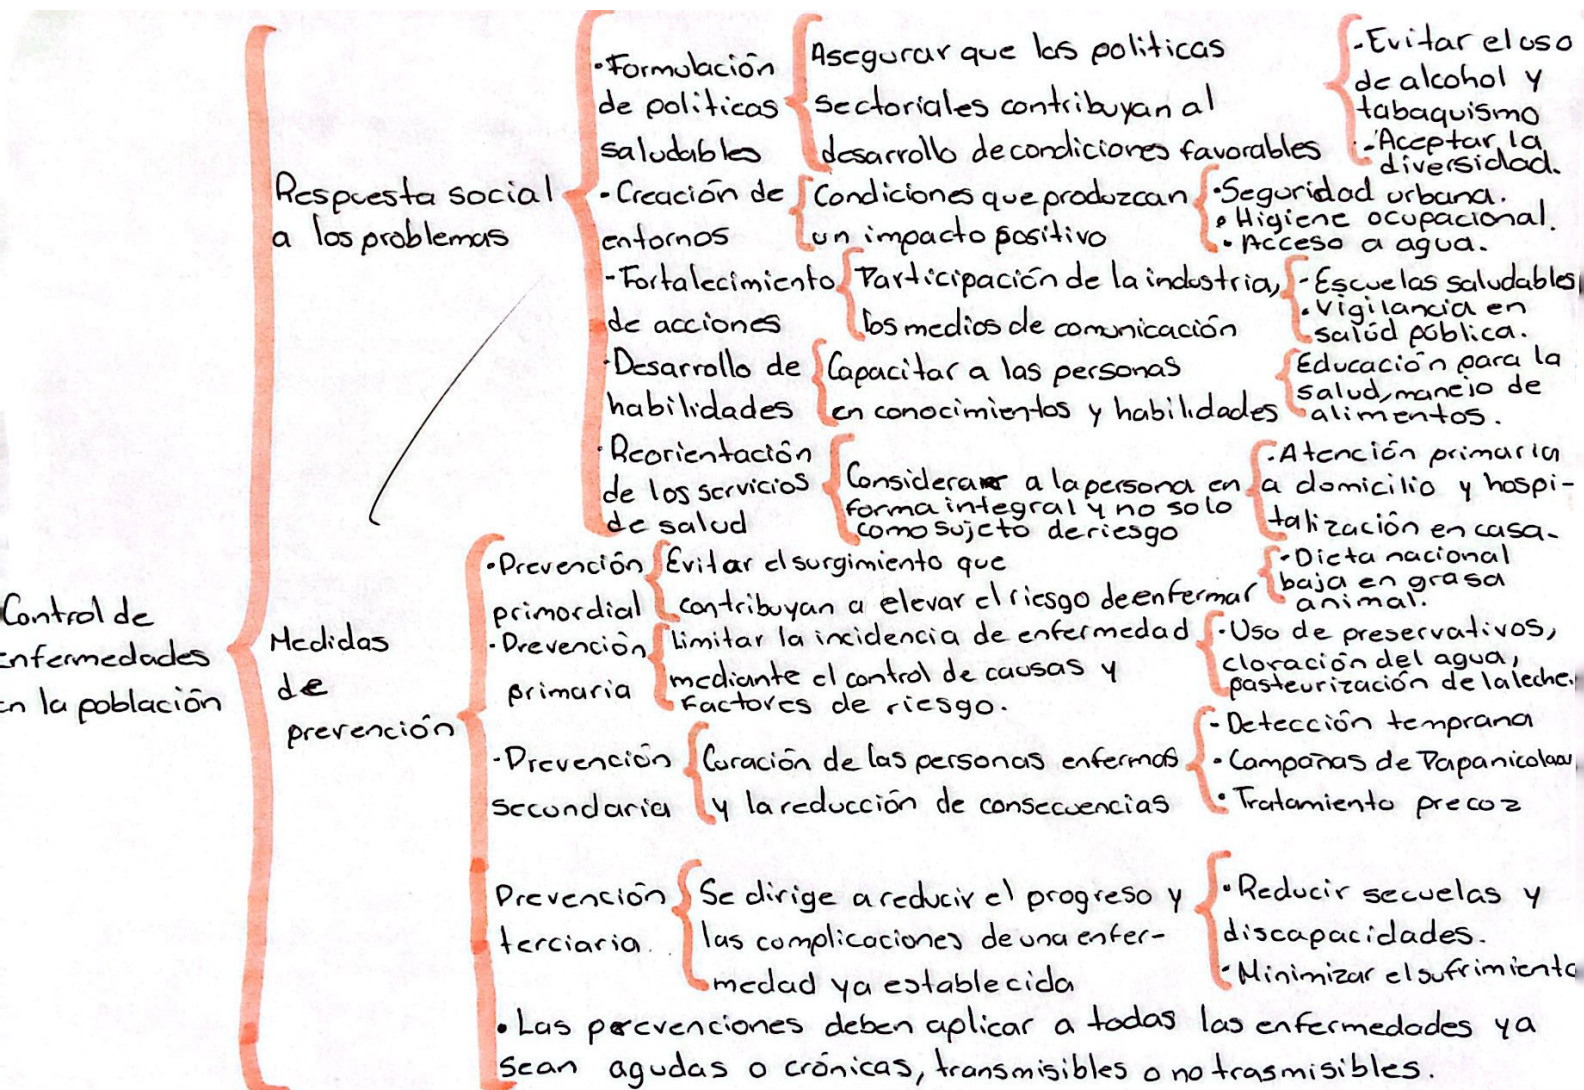 Control de
Enfermedades
en la población
Respuesta social
a los problemas
•Formulación
de políticas
saludables
Asegurar que las politicas
sectoriales contribuyan al
desarrollo de condiciones favorables
-Evitar el uso
de alcohol y
tabaquismo
-Aceptar la
diversidad.
•Creación de
entornos
Condiciones que produzcan
un impacto positivo
•Seguridad urbana.
•Higiene ocupacional.
•Acceso a agua.
-Fortalecimiento
de acciones
Participación de la industria,
los medios de comunicación
-Escuelas saludables
•Vigilancia en
salud pública.
•Desarrollo de
habilidades
Capacitar a las personas
en conocimientos y habilidades
Educación para la
salud, manejo de
alimentos.
•Reorientación
de los servicios
de salud
Considerar a la persona en
forma integral y no solo
como sujeto de riesgo
•Atención primaria
a domicilio y hospi-
talización en casa.
Medidas
de
prevención
•Prevención
primordial
Evitar el surgimiento que
contribuyan a elevar el riesgo de enfermar
-Dieta nacional
baja en grasa
animal.
•Prevención
primaria
limitar la incidencia de enfermedad
mediante el control de causas y
Factores de riesgo.
•Uso de preservativos,
cloración del agua,
pasteurización de la leche.
•Prevención
secundaria
Curación de las personas enfermas
y la reducción de consecuencias
-Detección temprana
•Campañas de Papanicolaou
•Tratamiento precoz
Prevención
terciaria.
Se dirige a reducir el progreso y
las complicaciones de una enfer-
medad ya establecida
•Reducir secuelas y
discapacidades.
•Minimizar el sufrimiento
•Las prevenciones deben aplicar a todas las enfermedades ya
sean agudas o crónicas, transmisibles o no trasmisibles.